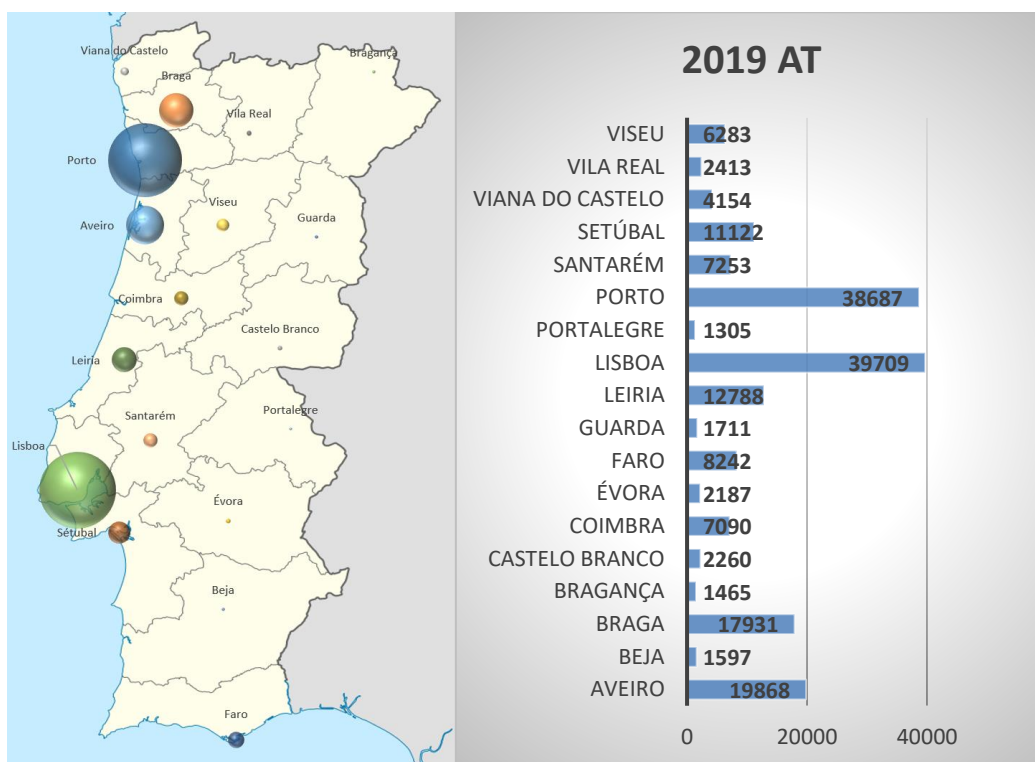 Viana do Castelo
Bragança
Braga
Vila Real
Porto
Aveiro
Viseu
Guarda
Coimbra
Castelo Branco
Leiria
Santarém
Portalegre
Lisboa
Évora
Sétubal
Beja
Faro
2019 AT
VISEU 6283
VILA REAL 2413
VIANA DO CASTELO 4154
SETÚBAL 11122
SANTARÉM 7253
PORTO 38687
PORTALEGRE 1305
LISBOA 39709
LEIRIA 12788
GUARDA 1711
FARO 8242
ÉVORA 2187
COIMBRA 7090
CASTELO BRANCO 2260
BRAGANÇA 1465
BRAGA 17931
BEJA 1597
AVEIRO 19868
0 20000 40000